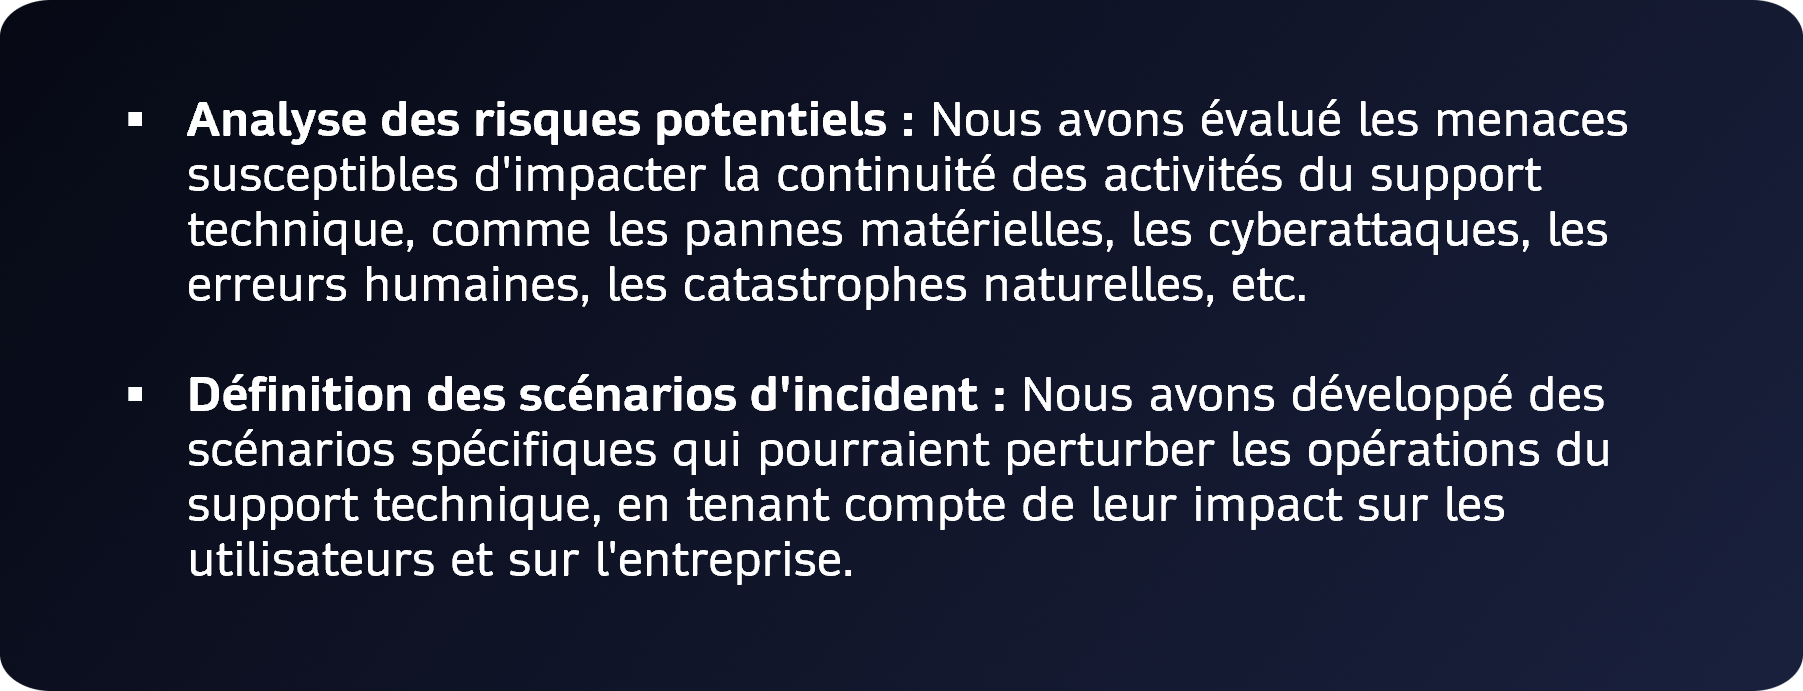 ▪ Analyse des risques potentiels : Nous avons évalué les menaces
susceptibles d'impacter la continuité des activités du support
technique, comme les pannes matérielles, les cyberattaques, les
erreurs humaines, les catastrophes naturelles, etc.
▪ Définition des scénarios d'incident : Nous avons développé des
scénarios spécifiques qui pourraient perturber les opérations du
support technique, en tenant compte de leur impact sur les
utilisateurs et sur l'entreprise.